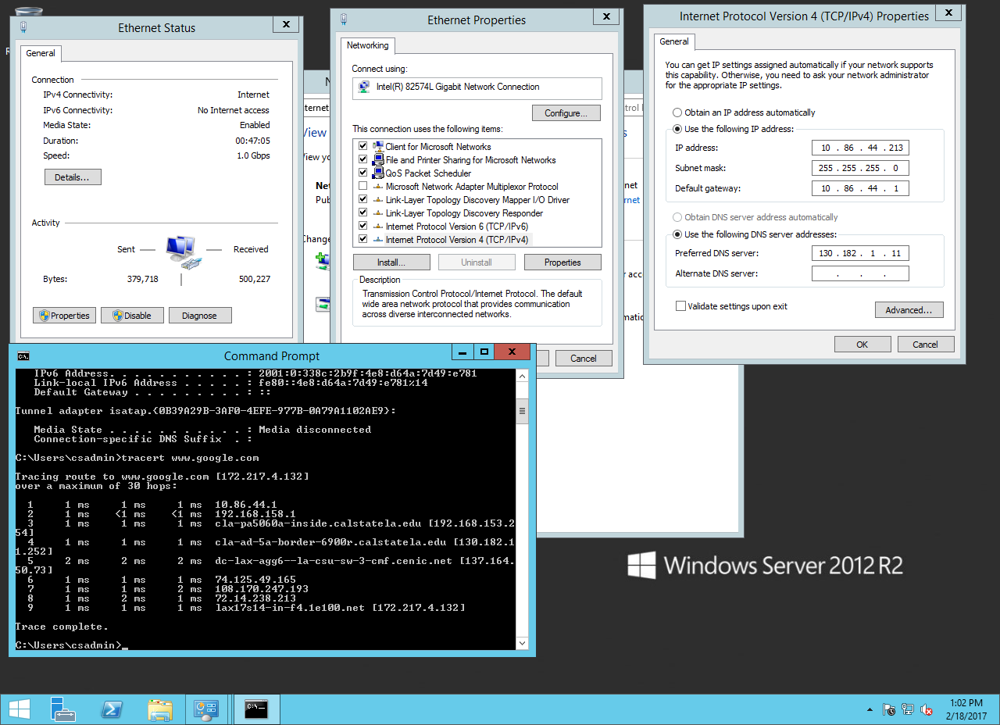 Ethernet Status
General
Connection
IPv4 Connectivity: Internet
IPv6 Connectivity: No Internet access
Media State: Enabled
Duration: 00:47:05
Speed: 1.0 Gbps
Details...
Activity
Sent
Received
Bytes: 379,718 500,227
Properties
Disable
Diagnose
Ethernet Properties
Networking
Connect using:
Intel(R) 82574L Gigabit Network Connection
Configure...
This connection uses the following items:
Client for Microsoft Networks
File and Printer Sharing for Microsoft Networks
QoS Packet Scheduler
Microsoft Network Adapter Multiplexor Protocol
Link-Layer Topology Discovery Mapper I/O Driver
Link-Layer Topology Discovery Responder
Internet Protocol Version 6 (TCP/IPv6)
Internet Protocol Version 4 (TCP/IPv4)
Install...
Uninstall
Properties
Description
Transmission Control Protocol/Internet Protocol. The default
wide area network protocol that provides communication
across diverse interconnected networks.
Cancel
Internet Protocol Version 4 (TCP/IPv4) Properties
General
You can get IP settings assigned automatically if your network supports
this capability. Otherwise, you need to ask your network administrator
for the appropriate IP settings.
Obtain an IP address automatically
Use the following IP address:
IP address: 10 . 86 . 44 . 213
Subnet mask: 255 . 255 . 255 . 0
Default gateway: 10 . 86 . 44 . 1
Obtain DNS server address automatically
Use the following DNS server addresses:
Preferred DNS server: 130 . 182 . 1 . 11
Alternate DNS server: . . .
Validate settings upon exit
Advanced...
OK
Cancel
Command Prompt
IPv6 Address. . . . . . . . . . . : 2001:0:338c:2b9f:4e8:d64a:7d49:e781
Link-local IPv6 Address . . . . . : fe80::4e8:d64a:7d49:e781%14
Default Gateway . . . . . . . . . : ::
Tunnel adapter isatap.{0B39A29B-3AF0-4EFE-977B-0A79A1102AE9}:
Media State . . . . . . . . . . . : Media disconnected
Connection-specific DNS Suffix . :
C:\Users\csadmin>tracert www.google.com
Tracing route to www.google.com [172.217.4.132]
over a maximum of 30 hops:
1 1 ms 1 ms 1 ms 10.86.44.1
2 1 ms <1 ms <1 ms 192.168.158.1
3 1 ms 1 ms 1 ms cla-pa5060a-inside.calstatela.edu [192.168.153.2
54]
4 1 ms 1 ms 1 ms cla-ad-5a-border-6900r.calstatela.edu [130.182.1
1.252]
5 2 ms 2 ms 2 ms dc-lax-agg6--la-csu-sw-3-cmf.cenic.net [137.164.
50.73]
6 1 ms 1 ms 1 ms 74.125.49.165
7 1 ms 1 ms 2 ms 108.170.247.193
8 1 ms 2 ms 1 ms 72.14.238.213
9 1 ms 1 ms 1 ms lax17s14-in-f4.1e100.net [172.217.4.132]
Trace complete.
C:\Users\csadmin>_
Windows Server 2012 R2
1:02 PM
2/18/2017